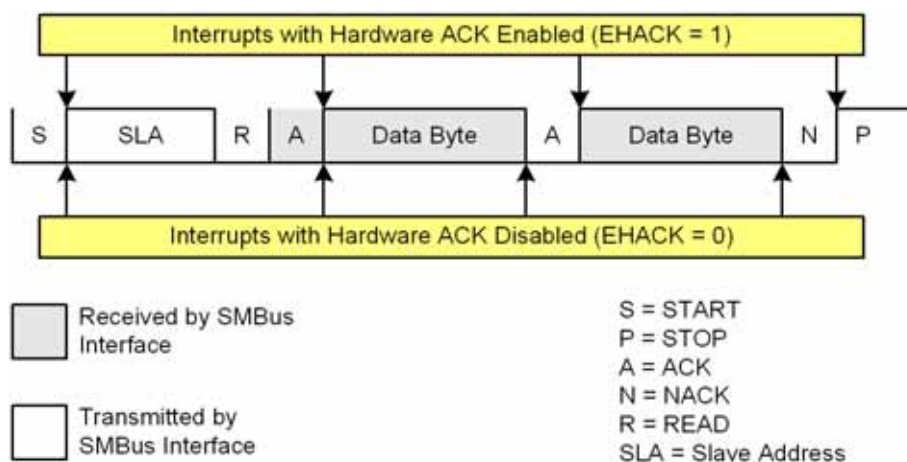 Interrupts with Hardware ACK Enabled (EHACK = 1)
S SLA R A Data Byte A Data Byte N P
Interrupts with Hardware ACK Disabled (EHACK = 0)
Received by SMBus
Interface
Transmitted by
SMBus Interface
S = START
P = STOP
A = ACK
N = NACK
R = READ
SLA = Slave Address